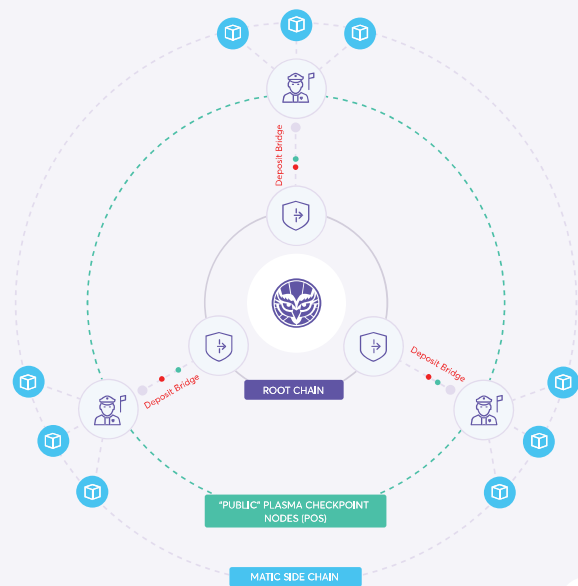 Deposit Bridge
Deposit Bridge
Deposit Bridge
ROOT CHAIN
"PUBLIC" PLASMA CHECKPOINT
NODES (POS)
MATIC SIDE CHAIN